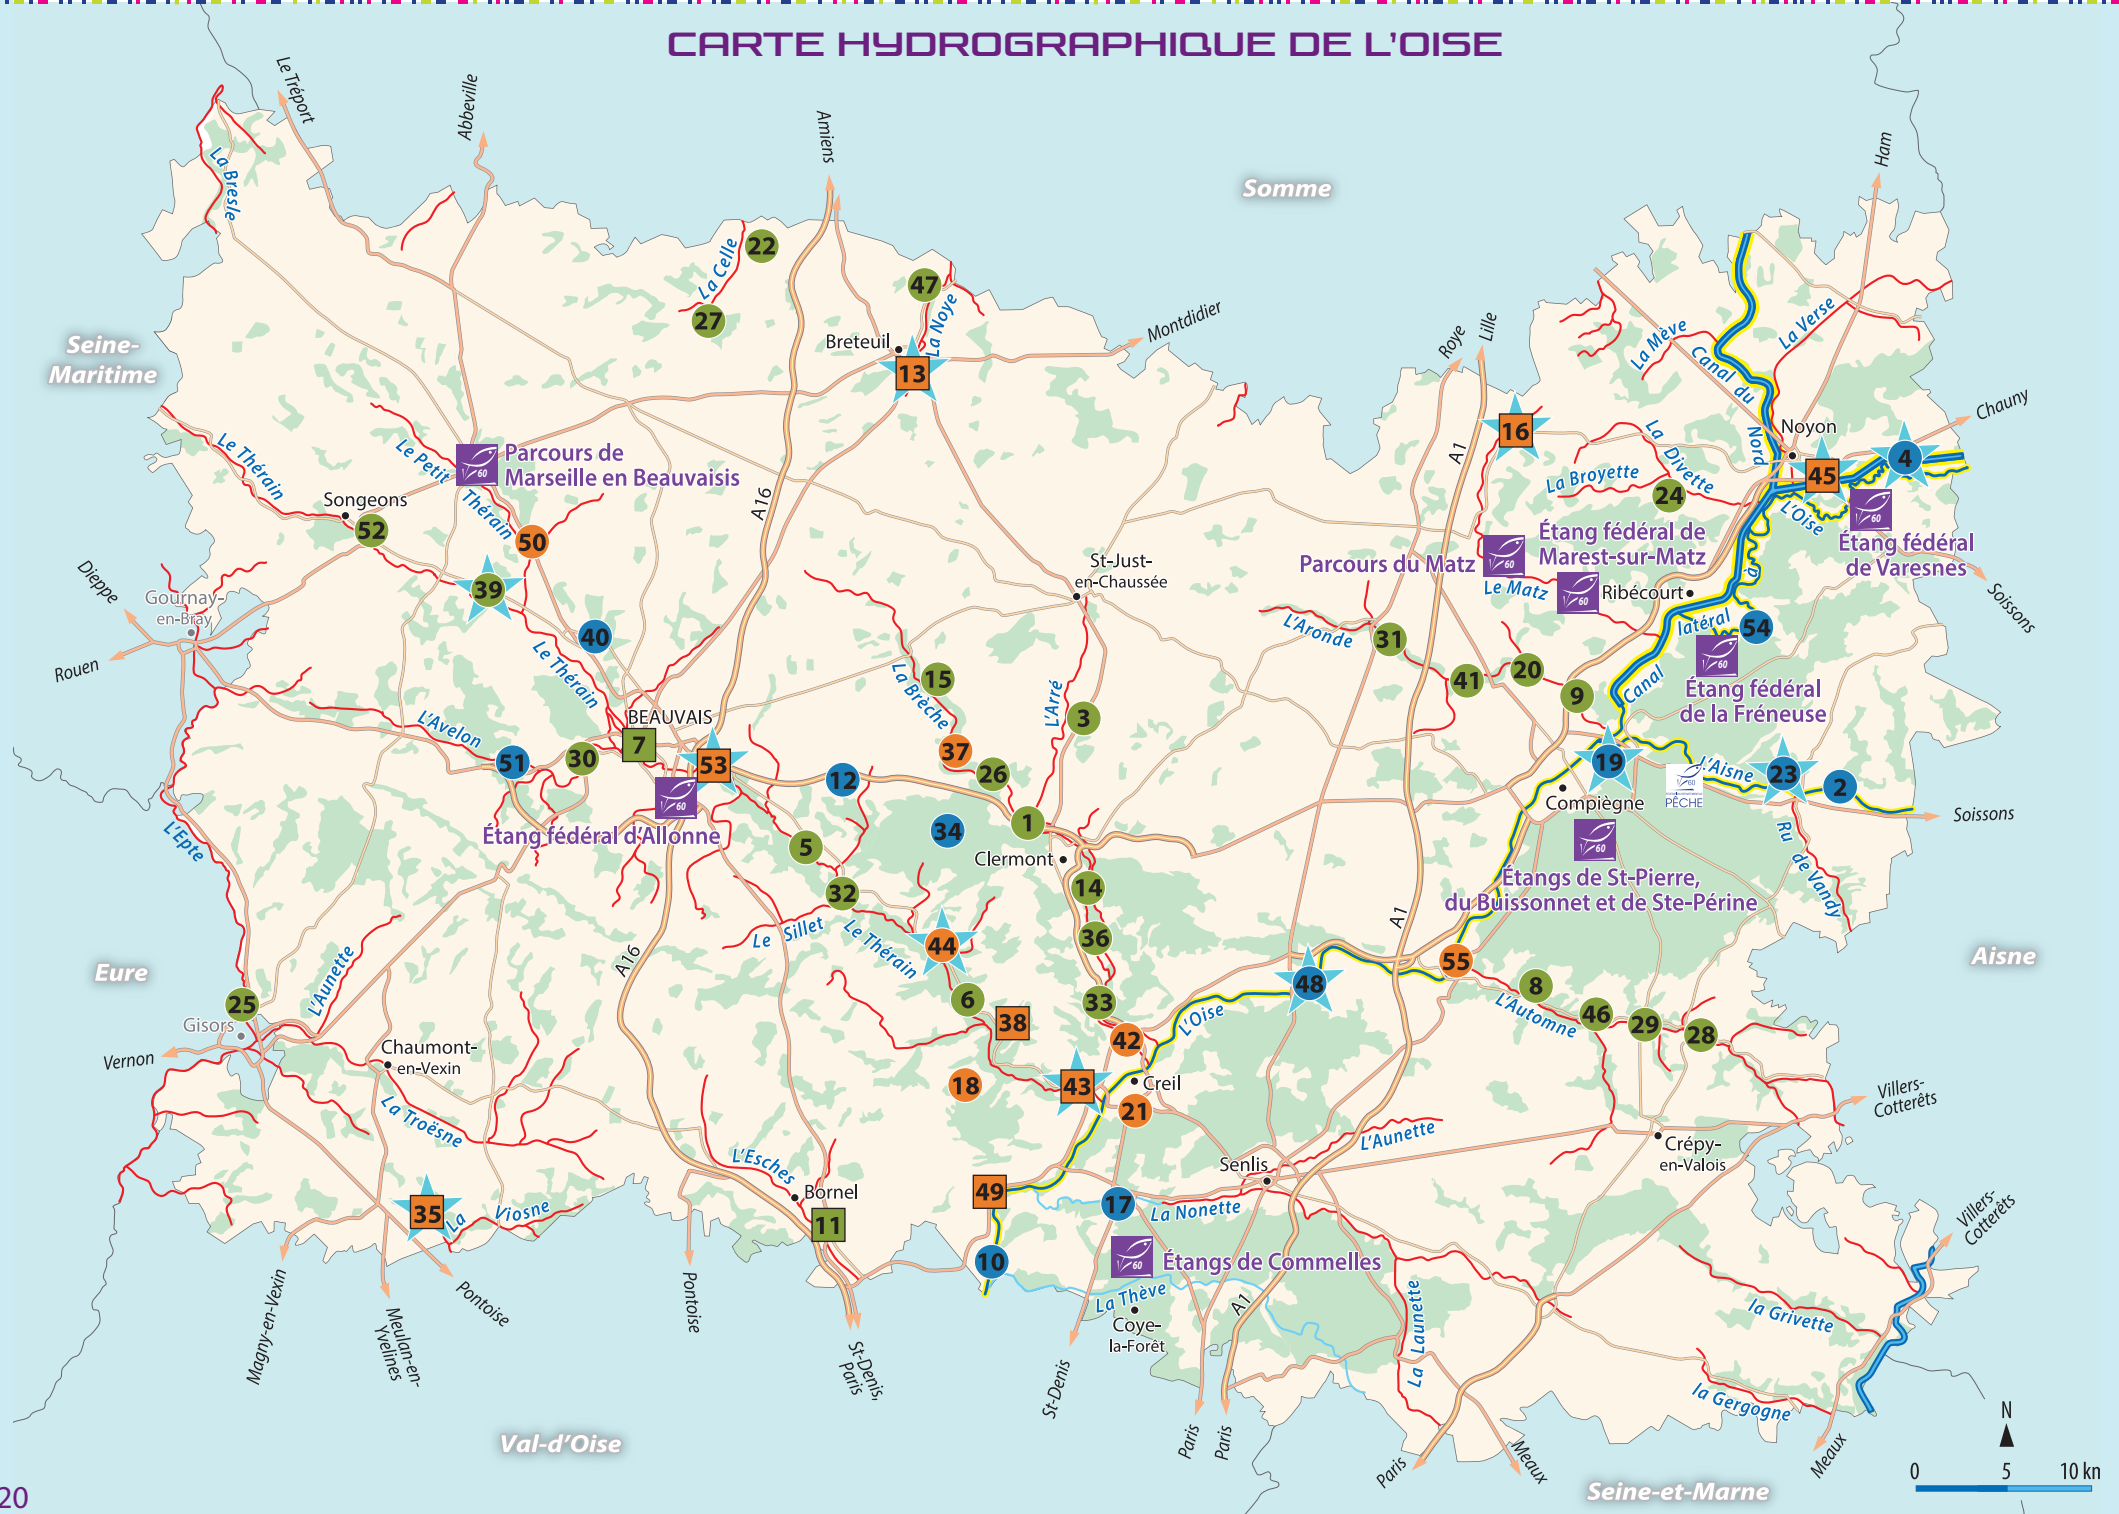 CARTE HYDROGRAPHIQUE DE L'OISE
Le Tréport
Abbeville
Amiens
Somme
Ham
La Bresle
22
La Celle
47
27
La Noye
Montdidier
Breteuil
13
Roye
Lille
La Mève
Canal du
Nord
La Verse
Chauny
Noyon
Seine-
Maritime
16
A1
La
Divette
La Broyette
24
45
4
L'Oise
Le Thérain
Le Petit
Thérain
60
Parcours de
Marseille en Beauvaisis
Songeons
52
50
A16
39
60
Étang fédéral
de Varesnes
Étang fédéral de
Marest-sur-Matz
Parcours du Matz
60
Le Matz
60
Ribécourt
St-Just-
en-Chaussée
Soissons
Dieppe
Gournay-
en-Bray
Rouen
40
Le Thérain
L'Aronde
31
41
20
9
Canal
latéral
à
54
60
Étang fédéral
de la Fréneuse
15
La Brèche
L'Arré
3
37
26
L'Avelon
51
30
BEAUVAIS
7
53
12
60
Étang fédéral d'Allonne
34
1
Clermont
5
32
14
36
19
Compiègne
60
PÊCHE
L'Aisne
23
2
Soissons
60
Étangs de St-Pierre,
du Buissonnet et de Ste-Périne
Ru de Vandy
L'Epte
Le Sillet
Le Thérain
44
A16
A1
Eure
Aisne
25
Gisors
L'Aunette
Vernon
Chaumont-
en-Vexin
6
38
33
42
L'Oise
48
55
8
L'Automne
46
29
28
18
43
Creil
21
Villers-
Cotterêts
La Troësne
L'Esches
Bornel
11
Senlis
L'Aunette
Crépy-
en-Valois
35
La
Viosne
49
17
La Nonette
10
60
Étangs de Commelles
La Thève
Coye-
la-Forêt
A1
La Launette
la Grivette
la Gergogne
Villers-
Cotterêts
Magny-en-Vexin
Meulan-en-
Yvelines
Pontoise
Pontoise
St-Denis,
Paris
St-Denis
Paris
Paris
Paris
Meaux
Meaux
Val-d'Oise
Seine-et-Marne
N
0 5 10 kn
20